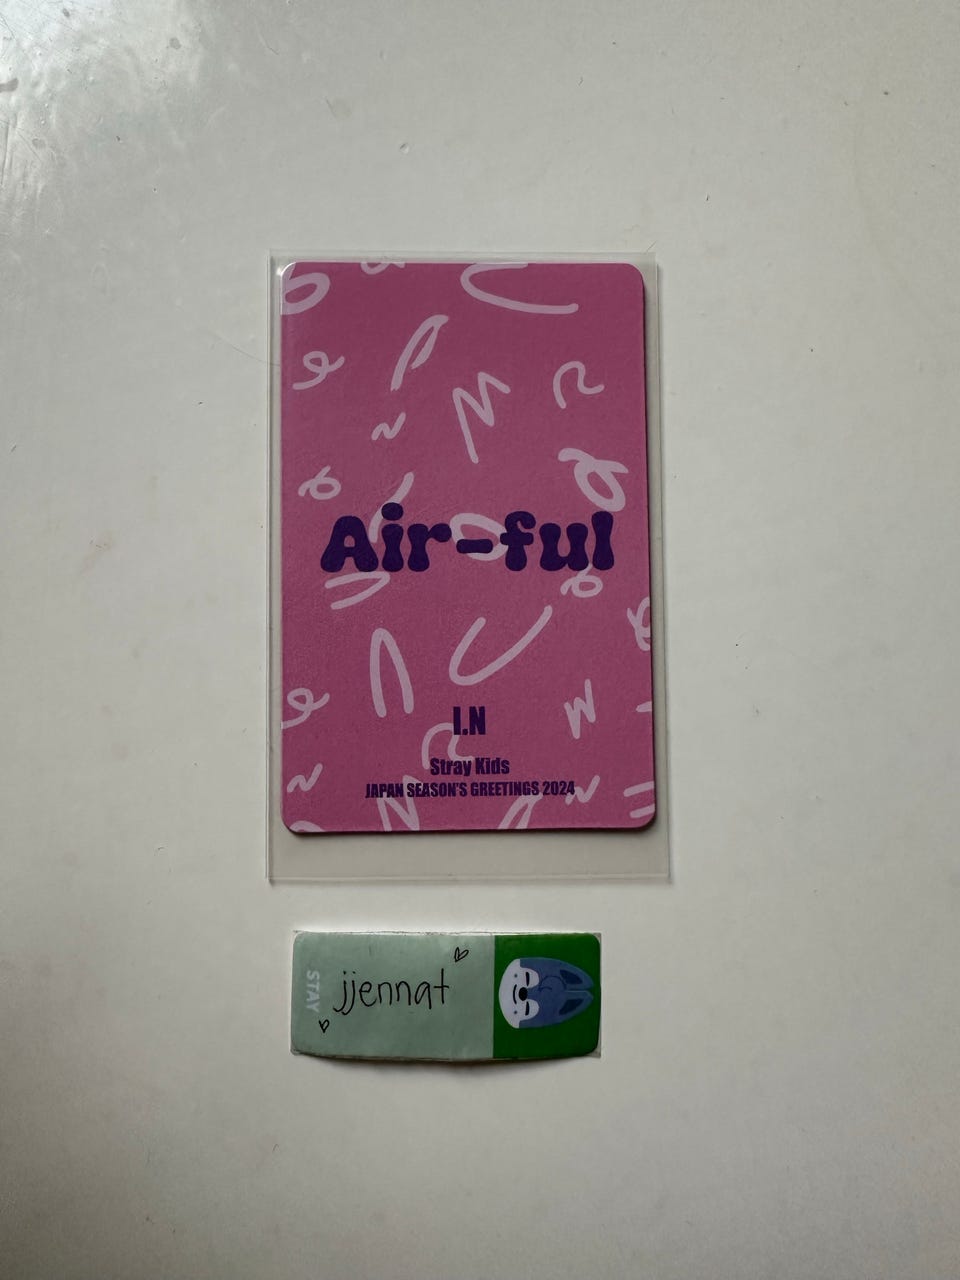 Air-ful
I.N
Stray Kids
JAPAN SEASON'S GREETINGS 2024
STAY
jjennat